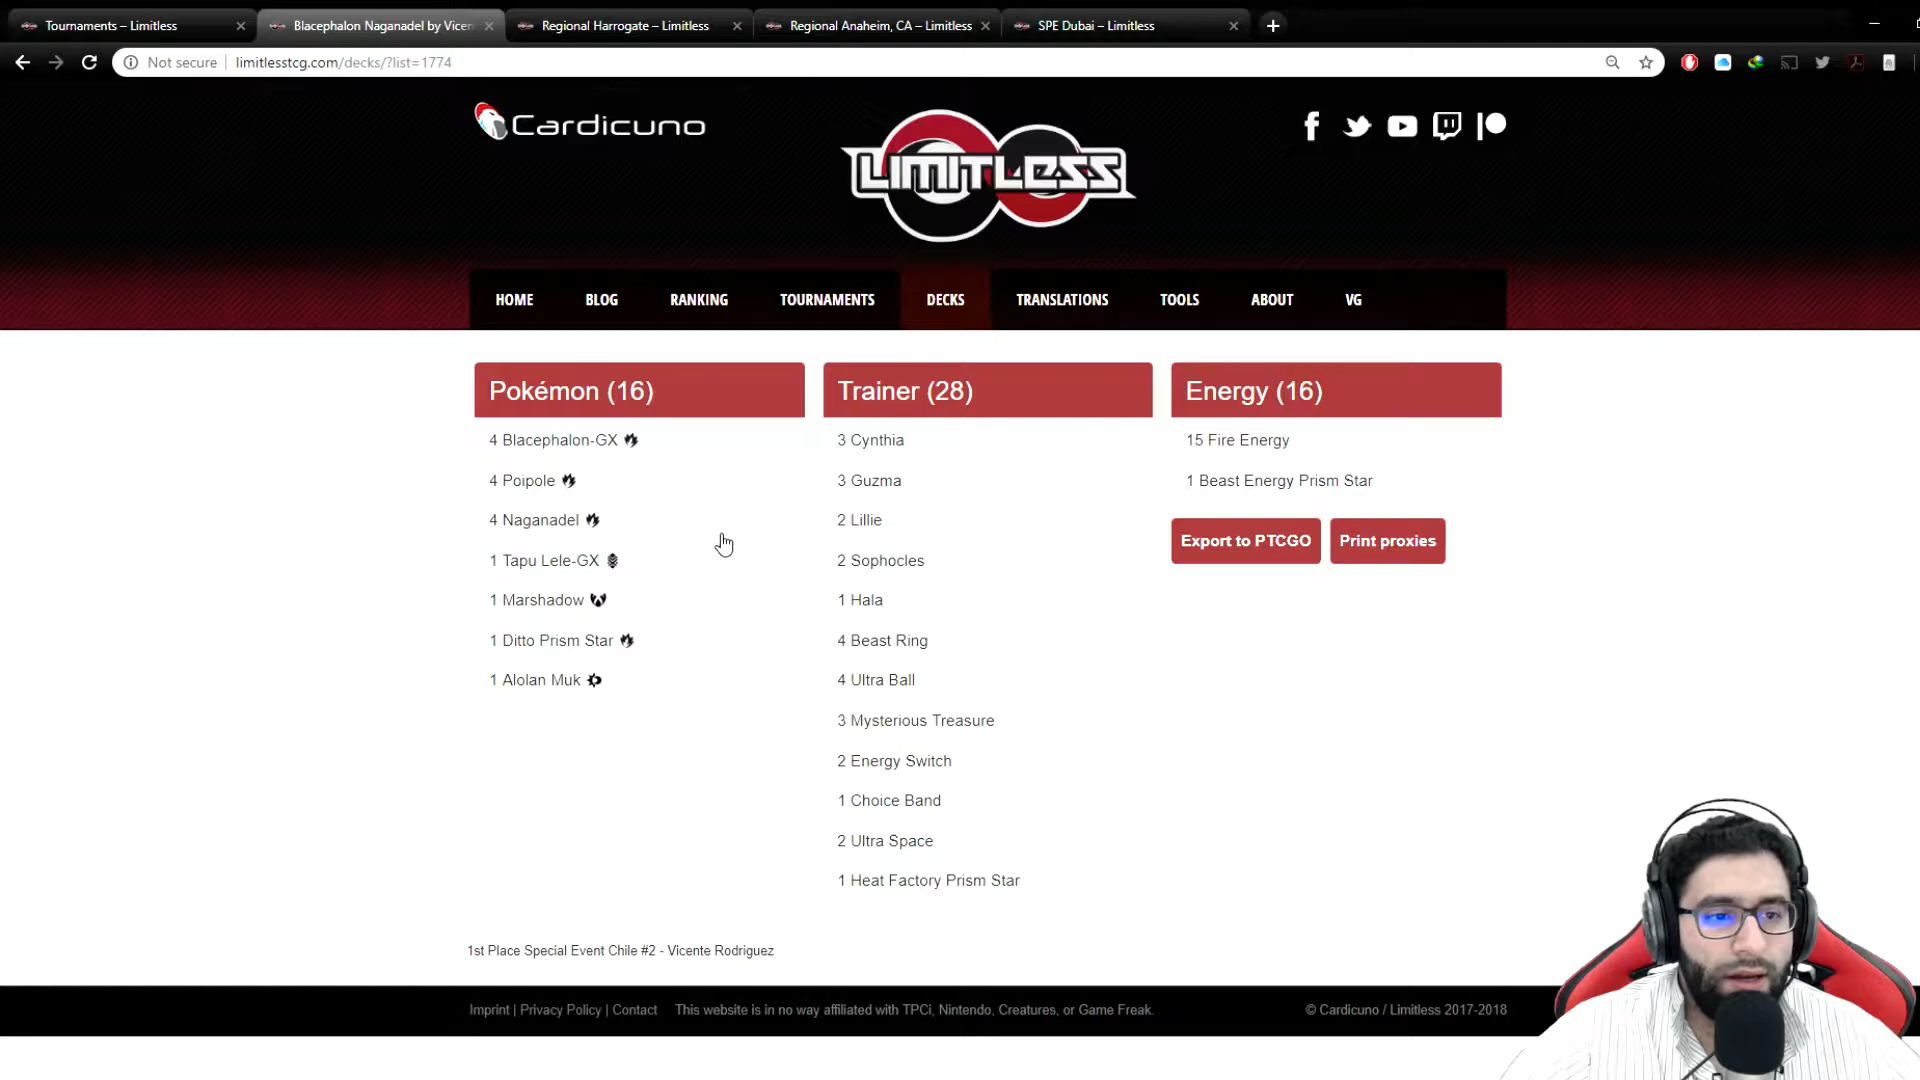 Tournaments – Limitless
Blacephalon Naganadel by Vicen
Regional Harrogate – Limitless
Regional Anaheim, CA – Limitless
SPE Dubai – Limitless
Not secure
limitlesstcg.com/decks/?list=1774
Cardicuno
LIMITLESS
HOME
BLOG
RANKING
TOURNAMENTS
DECKS
TRANSLATIONS
TOOLS
ABOUT
VG
Pokémon (16)
4 Blacephalon-GX
4 Poipole
4 Naganadel
1 Tapu Lele-GX
1 Marshadow
1 Ditto Prism Star
1 Alolan Muk
Trainer (28)
3 Cynthia
3 Guzma
2 Lillie
2 Sophocles
1 Hala
4 Beast Ring
4 Ultra Ball
3 Mysterious Treasure
2 Energy Switch
1 Choice Band
2 Ultra Space
1 Heat Factory Prism Star
Energy (16)
15 Fire Energy
1 Beast Energy Prism Star
Export to PTCGO
Print proxies
1st Place Special Event Chile #2 - Vicente Rodriguez
Imprint | Privacy Policy | Contact
This website is in no way affiliated with TPCi, Nintendo, Creatures, or Game Freak.
© Cardicuno / Limitless 2017-2018